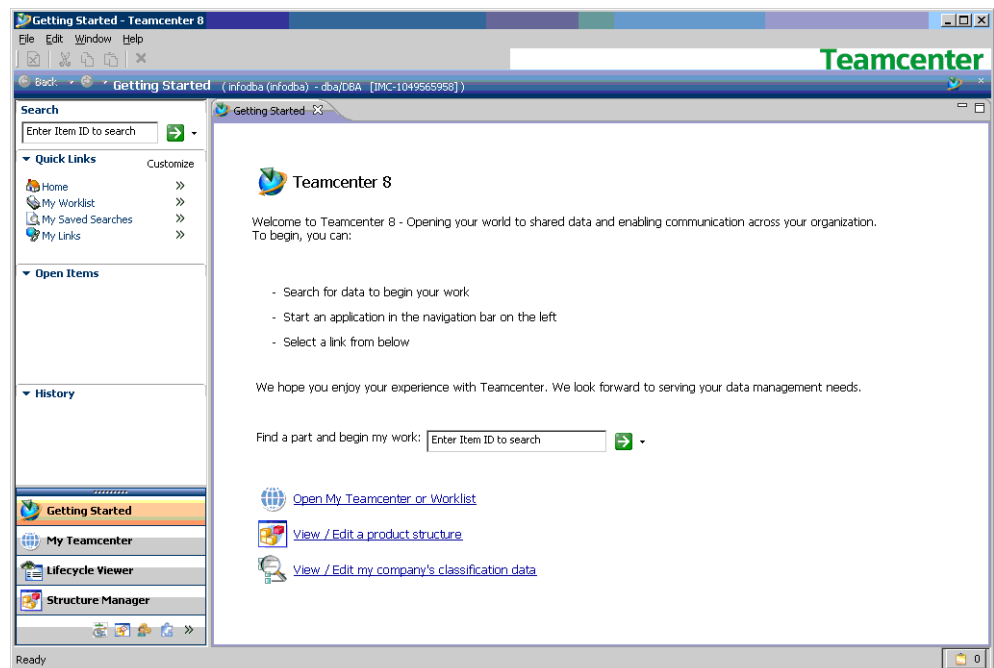 Getting Started - Teamcenter 8
File Edit Window Help
Teamcenter
Back Getting Started ( infodba (infodba) - dba/DBA [IMC-1049565958] )
Search
Enter Item ID to search
Quick Links Customize
Home
My Worklist
My Saved Searches
My Links
Open Items
History
Getting Started
My Teamcenter
Lifecycle Viewer
Structure Manager
Getting Started
Teamcenter 8
Welcome to Teamcenter 8 - Opening your world to shared data and enabling communication across your organization.
To begin, you can:
- Search for data to begin your work
- Start an application in the navigation bar on the left
- Select a link from below
We hope you enjoy your experience with Teamcenter. We look forward to serving your data management needs.
Find a part and begin my work: Enter Item ID to search
Open My Teamcenter or Worklist
View / Edit a product structure
View / Edit my company's classification data
Ready 0